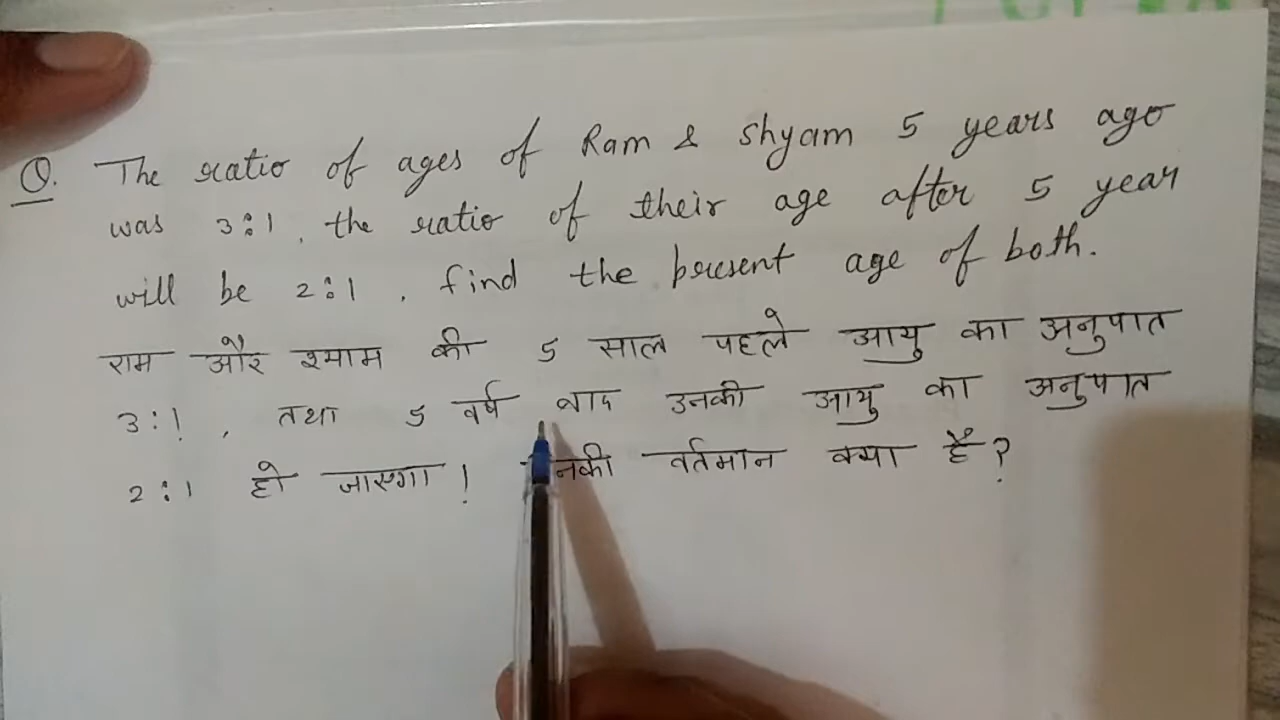 Q. The ratio of ages of Ram & Shyam 5 years ago
was 3:1, the ratio of their age after 5 year
will be 2:1, find the present age of both.
राम और श्याम की 5 साल पहले आयु का अनुपात
3:1, तथा 5 वर्ष बाद उनकी आयु का अनुपात
2:1 हो जाएगा! वर्तमान क्या है?